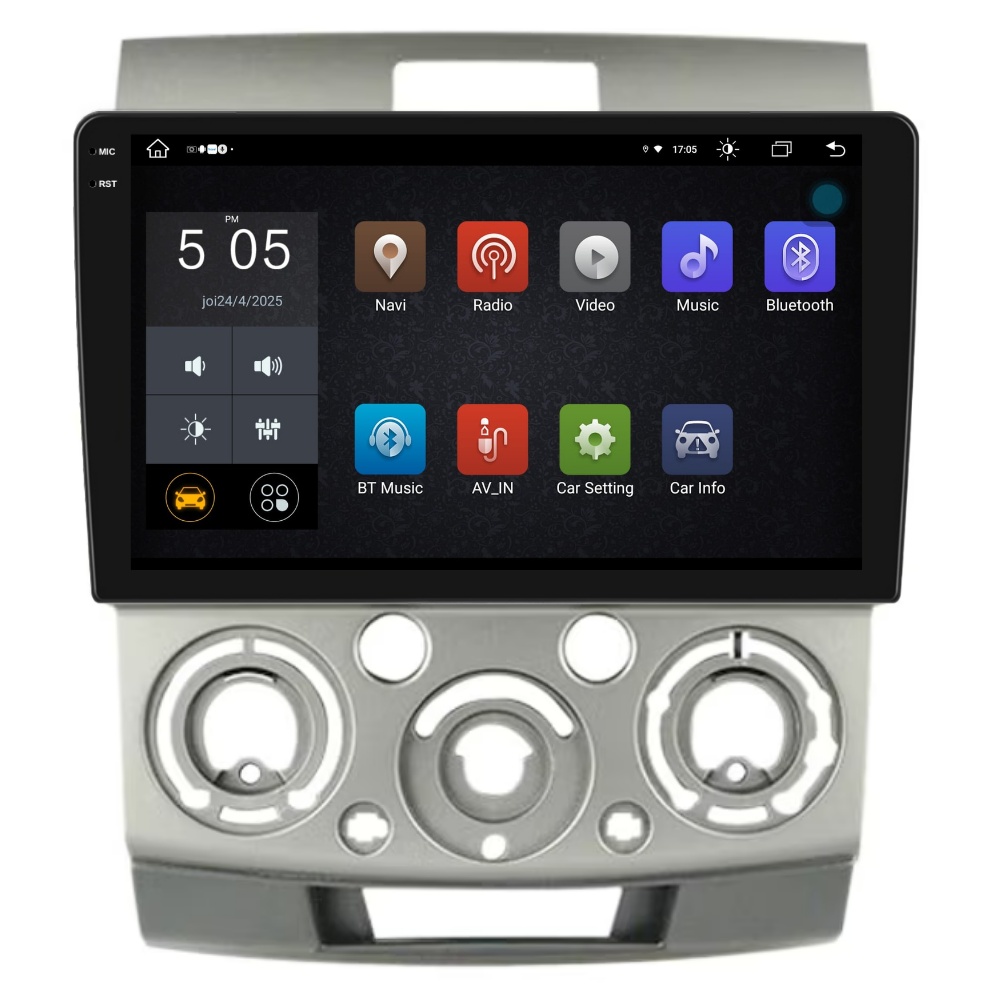 MIC
RST
17:05
PM
5 05
joi24/4/2025
Navi
Radio
Video
Music
Bluetooth
BT Music
AV_IN
Car Setting
Car Info